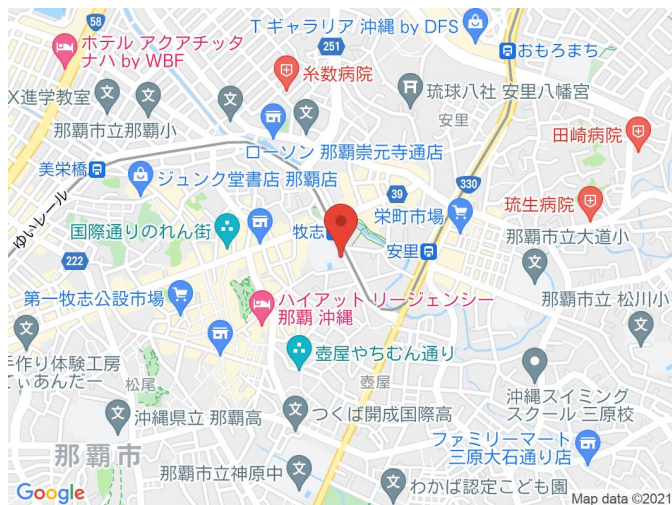 58
T ギャラリア 沖縄 by DFS
ホテル アクアチッタ
ナハ by WBF
251
おもろまち
糸数病院
X進学教室
琉球八社 安里八幡宮
那覇市立那覇小
安里
田崎病院
ローソン 那覇崇元寺通店
美栄橋
ジュンク堂書店 那覇店
330
39
琉生病院
ゆいレール
国際通りのれん街
牧志
栄町市場
那覇市立大道小
安里
222
第一牧志公設市場
ハイアット リージェンシー
那覇 沖縄
那覇市立 松川小
手作り体験工房
てぃあんだー
壺屋やちむん通り
松尾
壺屋
沖縄スイミング
スクール 三原校
沖縄県立 那覇高
つくば開成国際高
那覇市
ファミリーマート
三原大石通り店
那覇市立神原中
わかば認定こども園
Google
Map data ©2021